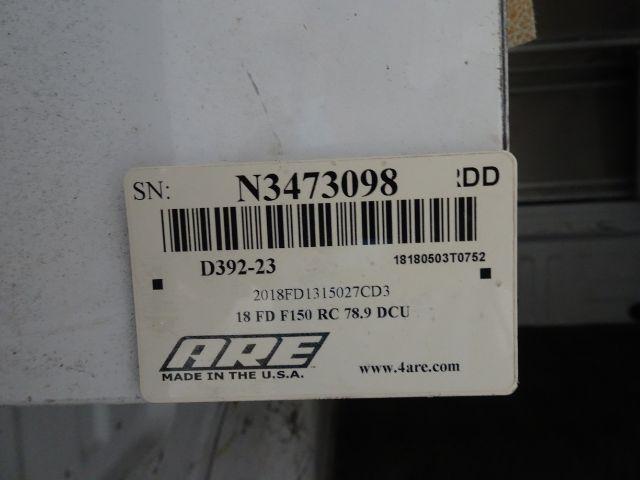 SN: N3473098 RDD
D392-23 18180503T0752
2018FD1315027CD3
18 FD F150 RC 78.9 DCU
ARE™
MADE IN THE U.S.A. www.4are.com